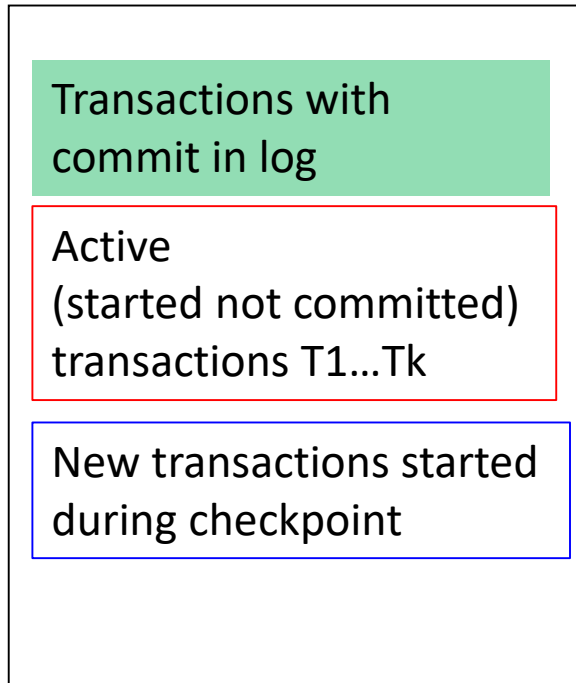 Transactions with
commit in log
Active
(started not committed)
transactions T1…Tk
New transactions started
during checkpoint